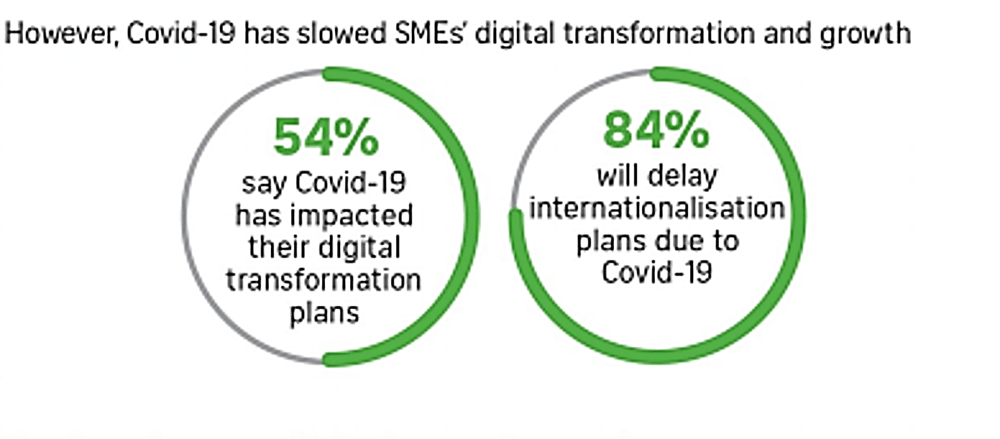 However, Covid-19 has slowed SMEs’ digital transformation and growth
54%
say Covid-19
has impacted
their digital
transformation
plans
84%
will delay
internationalisation
plans due to
Covid-19